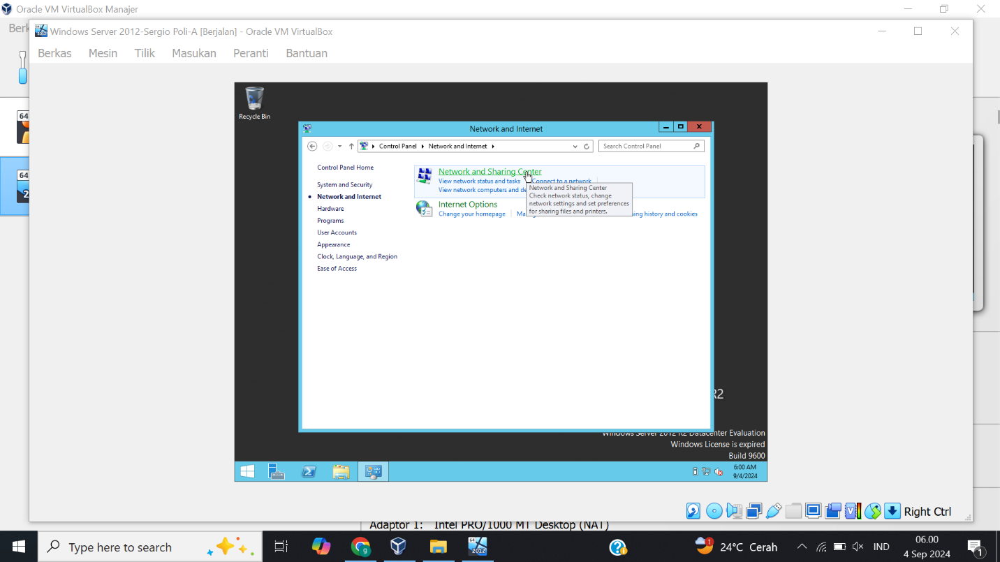 Oracle VM VirtualBox Manajer
Berk
Windows Server 2012-Sergio Poli-A [Berjalan] - Oracle VM VirtualBox
Berkas Mesin Tilik Masukan Peranti Bantuan
64
64
2
Recycle Bin
Network and Internet
Control Panel Network and Internet
Search Control Panel
Control Panel Home
System and Security
Network and Internet
Hardware
Programs
User Accounts
Appearance
Clock, Language, and Region
Ease of Access
Network and Sharing Center
View network status and tasks Connect to a network
View network computers and de
Network and Sharing Center
Check network status, change
network settings and set preferences
for sharing files and printers.
Internet Options
Change your homepage Ma sing history and cookies
R2
Windows Server 2012 R2 Datacenter Evaluation
Windows License is expired
Build 9600
6:00 AM
9/4/2024
Right Ctrl
Adaptor 1: Intel PRO/1000 MT Desktop (NAT)
Type here to search
64
2012
1
24°C Cerah
IND
06.00
4 Sep 2024
1